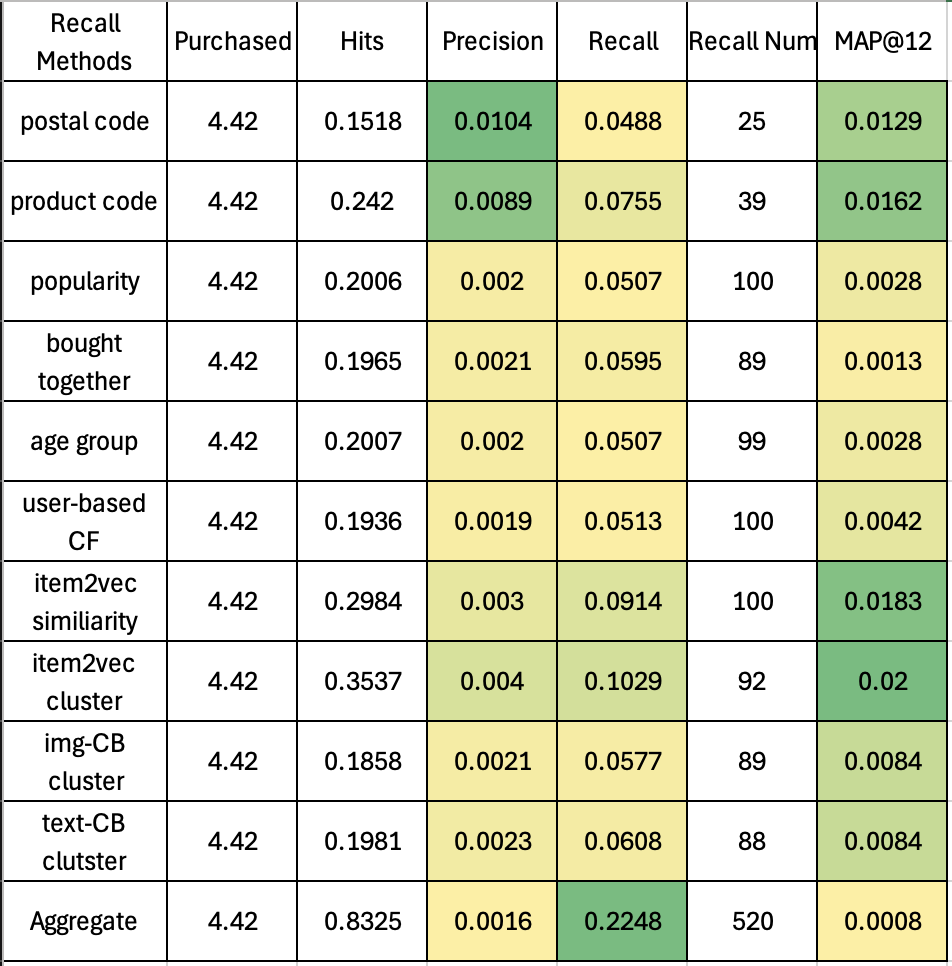 Recall Methods Purchased Hits Precision Recall Recall Num MAP@12
postal code 4.42 0.1518 0.0104 0.0488 25 0.0129
product code 4.42 0.242 0.0089 0.0755 39 0.0162
popularity 4.42 0.2006 0.002 0.0507 100 0.0028
bought together 4.42 0.1965 0.0021 0.0595 89 0.0013
age group 4.42 0.2007 0.002 0.0507 99 0.0028
user-based CF 4.42 0.1936 0.0019 0.0513 100 0.0042
item2vec similiarity 4.42 0.2984 0.003 0.0914 100 0.0183
item2vec cluster 4.42 0.3537 0.004 0.1029 92 0.02
img-CB cluster 4.42 0.1858 0.0021 0.0577 89 0.0084
text-CB clutster 4.42 0.1981 0.0023 0.0608 88 0.0084
Aggregate 4.42 0.8325 0.0016 0.2248 520 0.0008